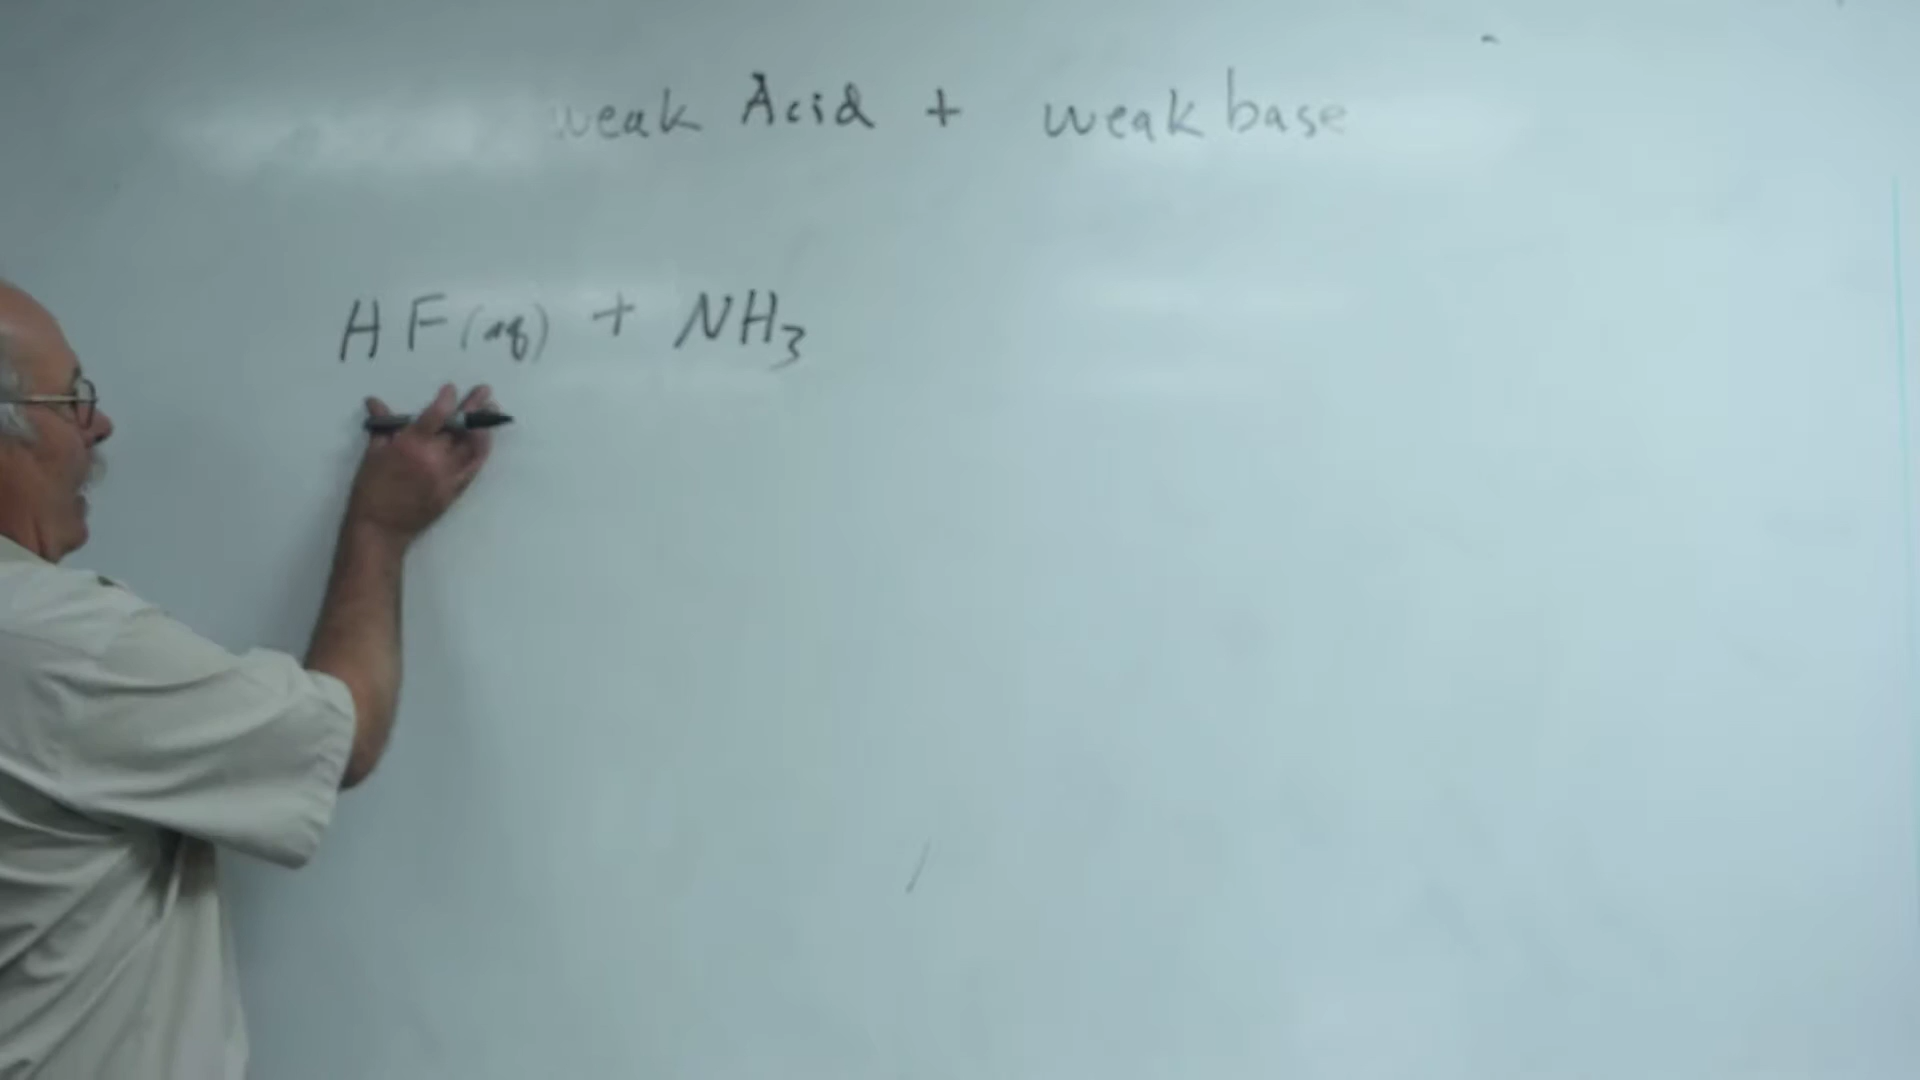 weak Acid + weak base
HF(aq) + NH₃